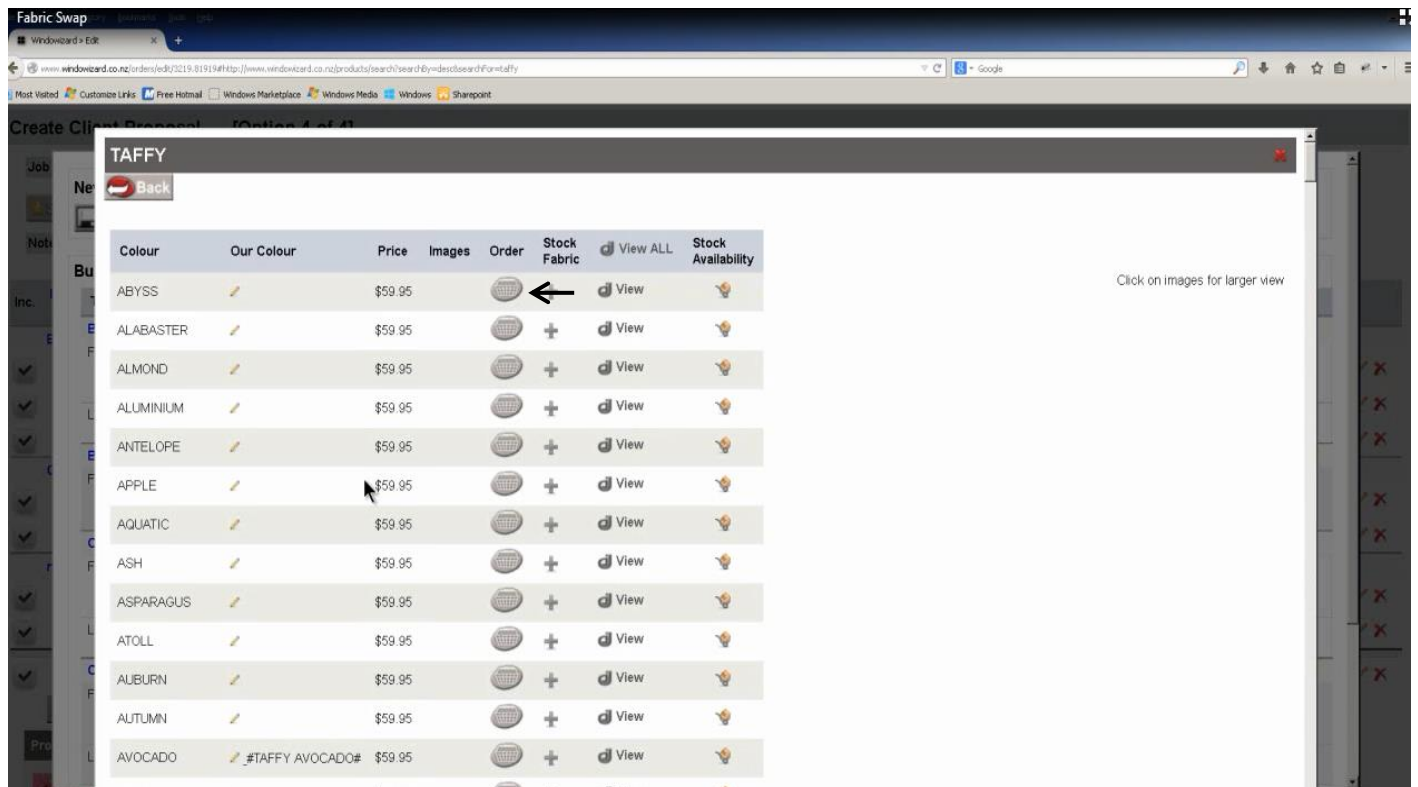 Fabric Swap
Windowizard » Edit
www.windowizard.co.nz/orders/edit/3219.81919#http://www.windowizard.co.nz/products/search?searchBy=desc&searchFor=taffy
Google
Most Visited Customize Links Free Hotmail Windows Marketplace Windows Media Windows Sharepoint
Create Client Proposal [Option 4 of 4]
Job
Note
Inc.
TAFFY
Back
Colour Our Colour Price Images Order Stock Fabric View ALL Stock Availability
Click on images for larger view
ABYSS $59.95 View
ALABASTER $59.95 View
ALMOND $59.95 View
ALUMINIUM $59.95 View
ANTELOPE $59.95 View
APPLE $59.95 View
AQUATIC $59.95 View
ASH $59.95 View
ASPARAGUS $59.95 View
ATOLL $59.95 View
AUBURN $59.95 View
AUTUMN $59.95 View
AVOCADO _#TAFFY AVOCADO# $59.95 View